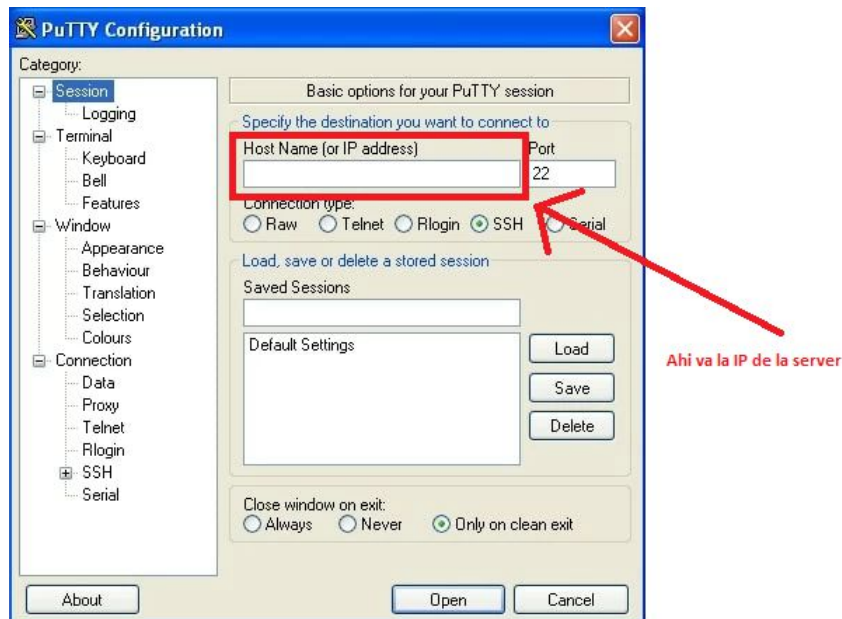 PuTTY Configuration
Category:
Session
Logging
Terminal
Keyboard
Bell
Features
Window
Appearance
Behaviour
Translation
Selection
Colours
Connection
Data
Proxy
Telnet
Rlogin
SSH
Serial
Basic options for your PuTTY session
Specify the destination you want to connect to
Host Name (or IP address) Port
22
Connection type:
Raw Telnet Rlogin SSH Serial
Load, save or delete a stored session
Saved Sessions
Default Settings
Load
Save
Delete
Close window on exit:
Always Never Only on clean exit
About Open Cancel
Ahi va la IP de la server